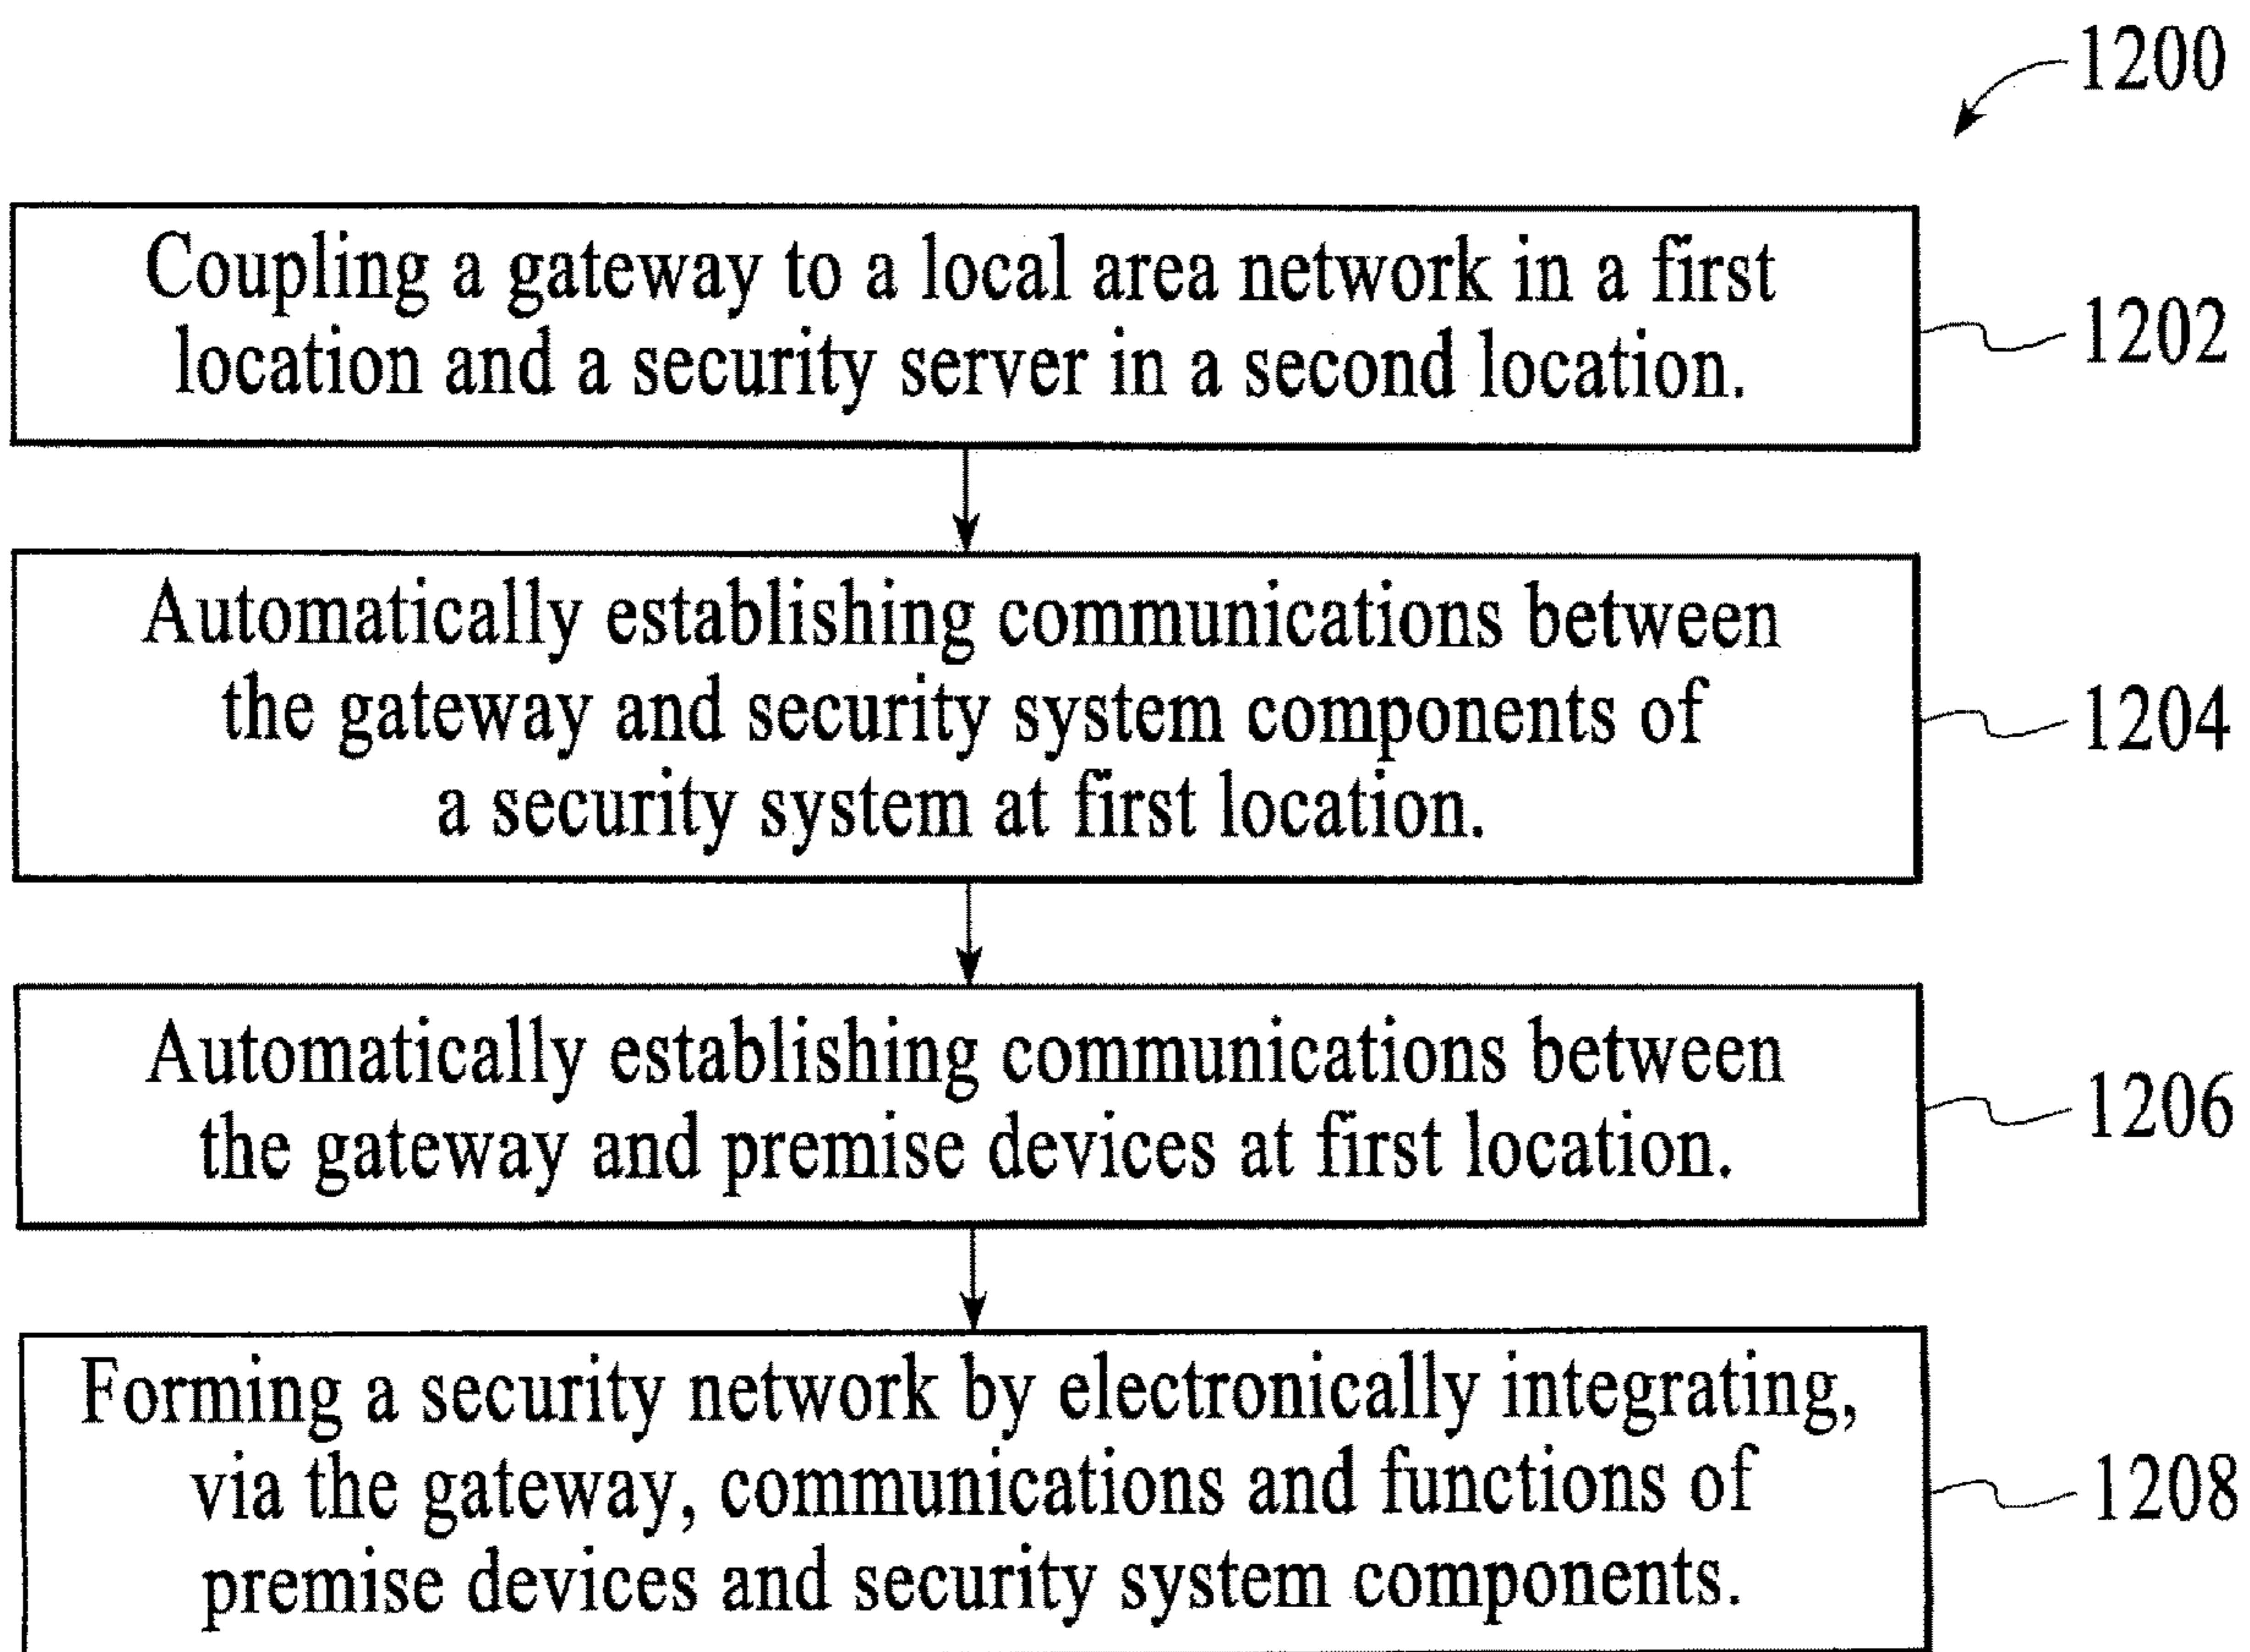 1200
Coupling a gateway to a local area network in a first
location and a security server in a second location.
1202
Automatically establishing communications between
the gateway and security system components of
a security system at first location.
1204
Automatically establishing communications between
the gateway and premise devices at first location.
1206
Forming a security network by electronically integrating,
via the gateway, communications and functions of
premise devices and security system components.
1208